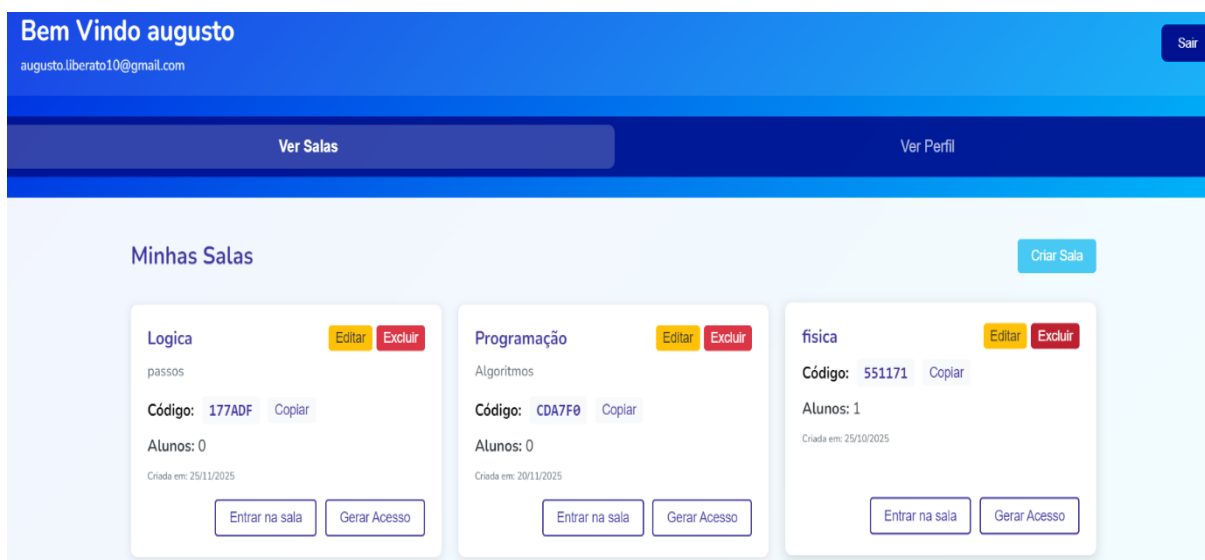 Bem Vindo augusto
augusto.liberato10@gmail.com
Sair
Ver Salas
Ver Perfil
Minhas Salas
Criar Sala
Logica
Editar
Excluir
passos
Código: 177ADF Copiar
Alunos: 0
Criada em: 25/11/2025
Entrar na sala
Gerar Acesso
Programação
Editar
Excluir
Algoritmos
Código: CDA7F0 Copiar
Alunos: 0
Criada em: 20/11/2025
Entrar na sala
Gerar Acesso
fisica
Editar
Excluir
Código: 551171 Copiar
Alunos: 1
Criada em: 25/10/2025
Entrar na sala
Gerar Acesso